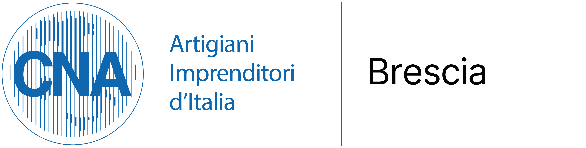 CNA
Artigiani
Imprenditori
d'Italia
Brescia